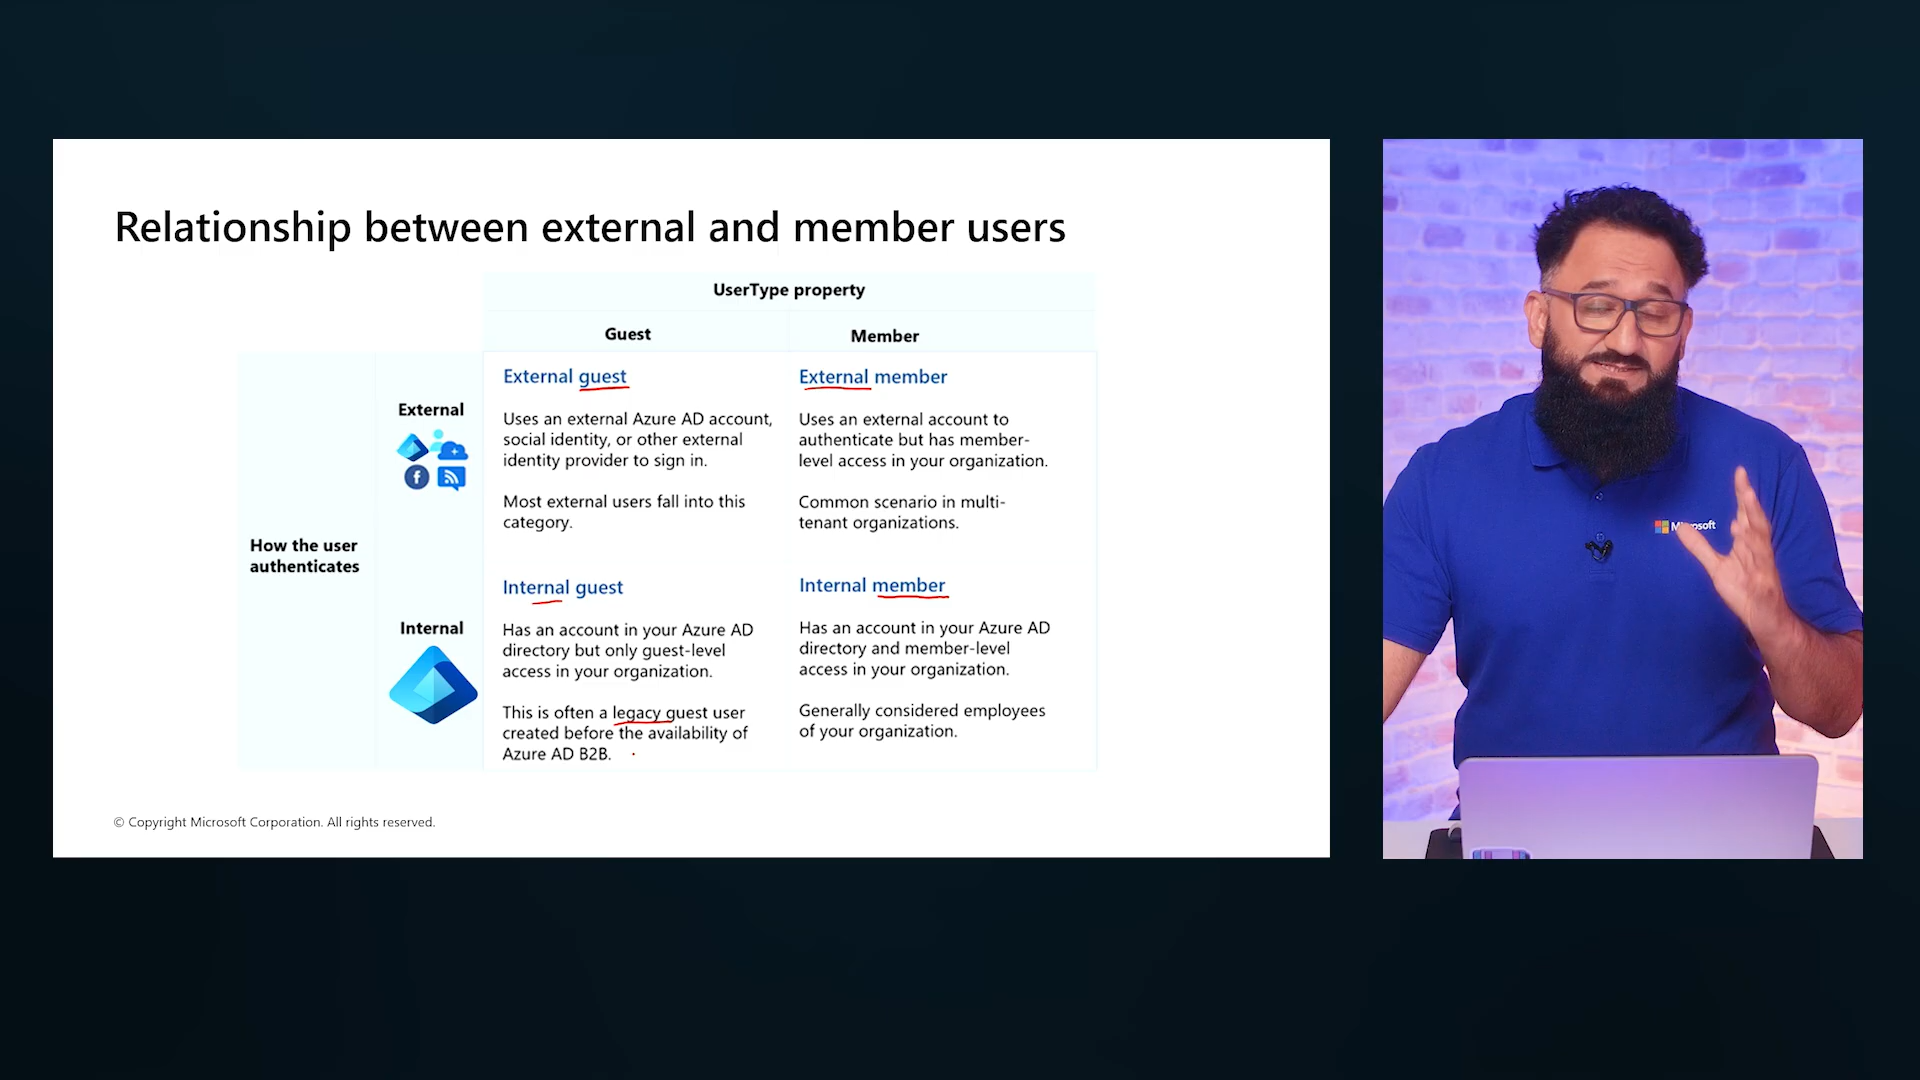 Relationship between external and member users
UserType property
Guest
Member
How the user
authenticates
External
External guest
Uses an external Azure AD account,
social identity, or other external
identity provider to sign in.
Most external users fall into this
category.
External member
Uses an external account to
authenticate but has member-
level access in your organization.
Common scenario in multi-
tenant organizations.
Internal
Internal guest
Has an account in your Azure AD
directory but only guest-level
access in your organization.
This is often a legacy guest user
created before the availability of
Azure AD B2B.
Internal member
Has an account in your Azure AD
directory and member-level
access in your organization.
Generally considered employees
of your organization.
© Copyright Microsoft Corporation. All rights reserved.
Microsoft